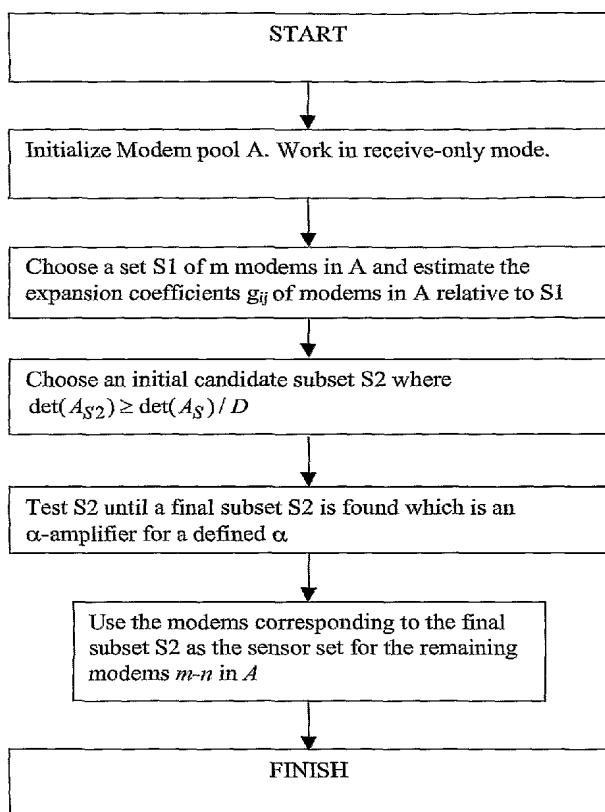 START
Initialize Modem pool A. Work in receive-only mode.
Choose a set S1 of m modems in A and estimate the
expansion coefficients gᵢⱼ of modems in A relative to S1
Choose an initial candidate subset S2 where
det(A_{S2}) ≥ det(A_S) / D
Test S2 until a final subset S2 is found which is an
α-amplifier for a defined α
Use the modems corresponding to the final
subset S2 as the sensor set for the remaining
modems m-n in A
FINISH